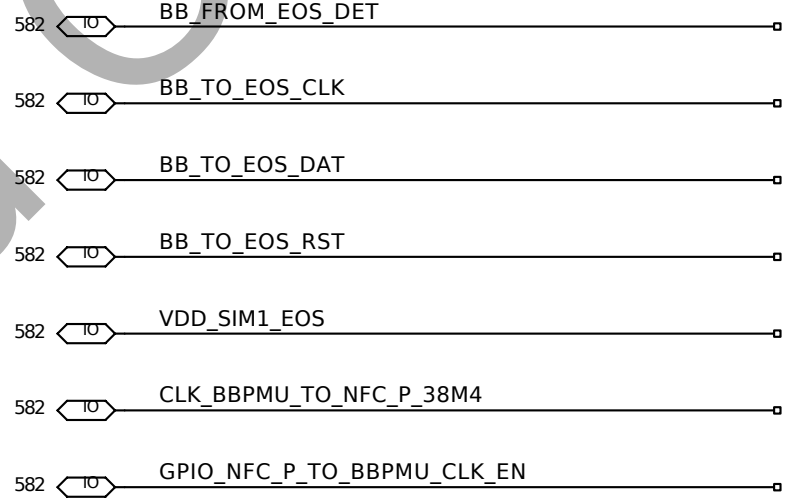 582 IO BB_FROM_EOS_DET
582 IO BB_TO_EOS_CLK
582 IO BB_TO_EOS_DAT
582 IO BB_TO_EOS_RST
582 IO VDD_SIM1_EOS
582 IO CLK_BBPMU_TO_NFC_P_38M4
582 IO GPIO_NFC_P_TO_BBPMU_CLK_EN